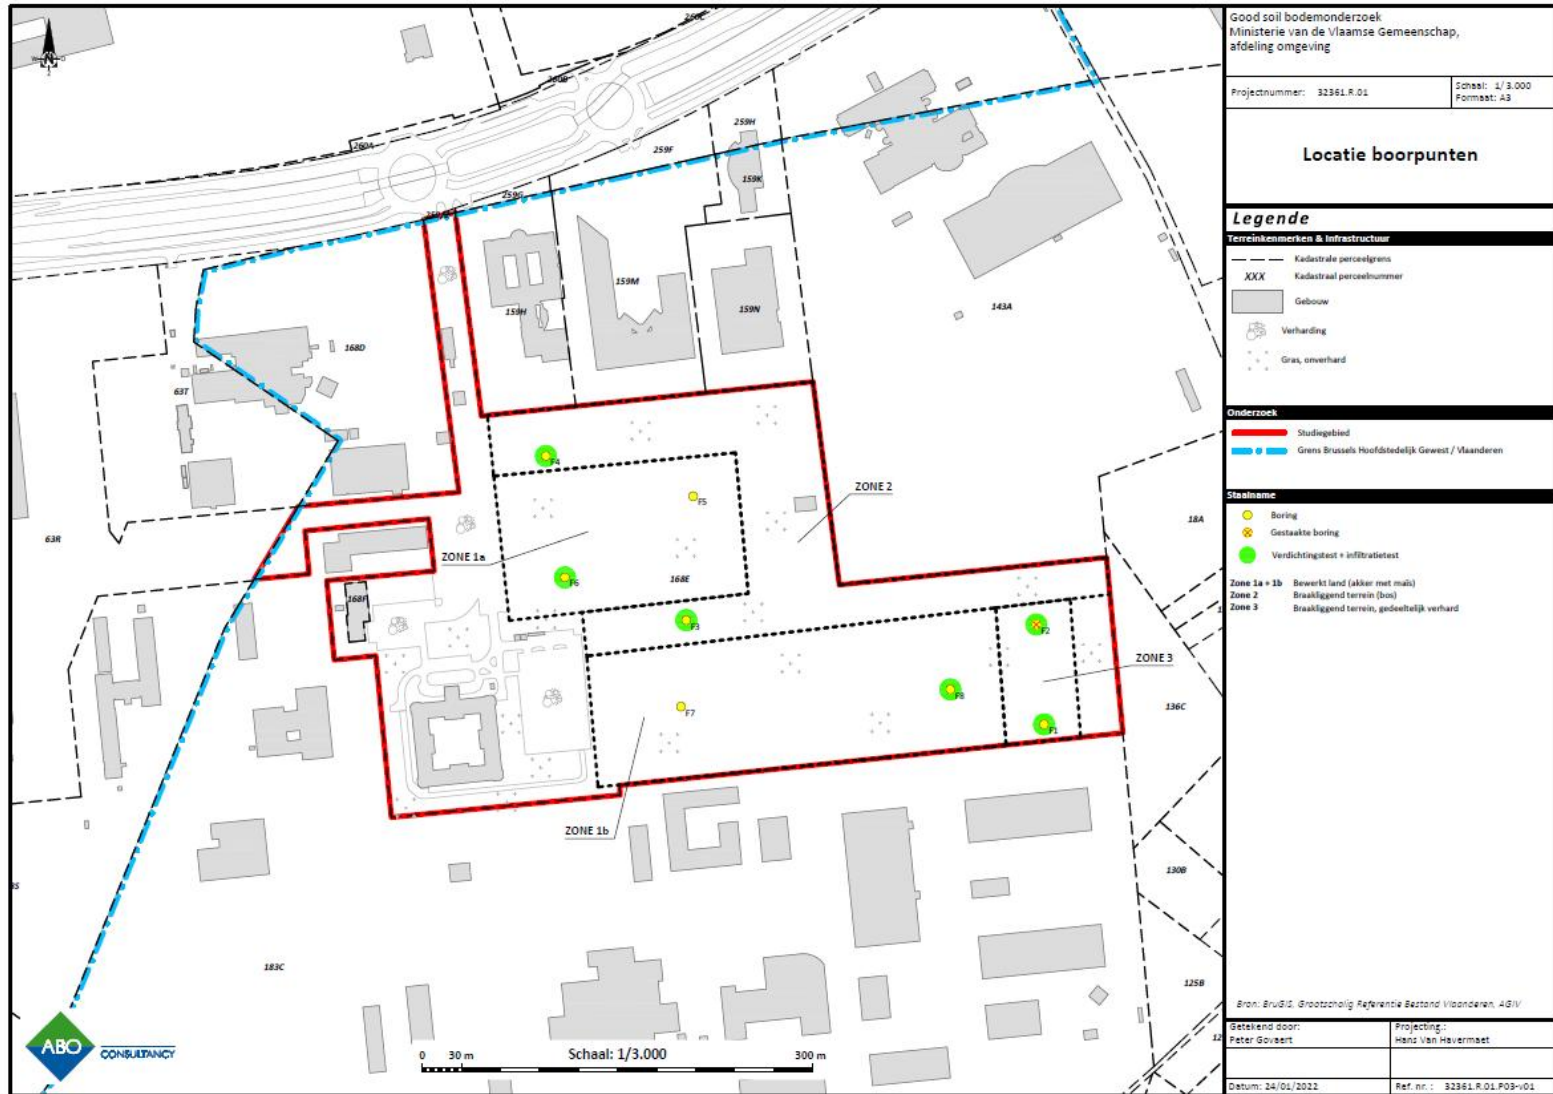 Good soil bodemonderzoek
Ministerie van de Vlaamse Gemeenschap,
afdeling omgeving
Projectnummer: 32361.R.01
Schaal: 1/3.000
Formaat: A3
Locatie boorpunten
Legende
Terreinkenmerken & Infrastructuur
Kadastrale perceelgrens
XXX Kadastraal perceelnummer
Gebouw
Verharding
Gras, onverhard
Onderzoek
Studiegebied
Grens Brussels Hoofdstedelijk Gewest / Vlaanderen
Staalname
Boring
Gestaakte boring
Verdichtingstest + infiltratietest
Zone 1a + 1b Bewerkt land (akker met maïs)
Zone 2 Braakliggend terrein (bos)
Zone 3 Braakliggend terrein, gedeeltelijk verhard
Bron: BruGIS, Grootschalig Referentie Bestand Vlaanderen, AGIV
Getekend door:
Peter Govaert
Projecting.:
Hans Van Havermaet
Datum: 24/01/2022
Ref. nr. : 32361.R.01.P03-v01
N
260C
260B
260A
259H
259F
259G
159K
159H
159M
159N
143A
168D
63T
63R
18A
ZONE 2
F4
F5
ZONE 1a
168E
F6
168F
F3
F2
ZONE 3
F8
F7
F1
136C
ZONE 1b
130B
183C
125B
ABO
CONSULTANCY
0 30 m Schaal: 1/3.000 300 m